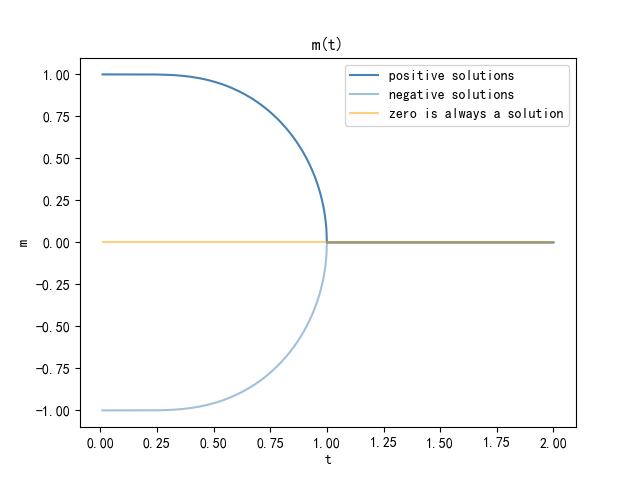 m(t)
positive solutions
negative solutions
zero is always a solution
1.00
0.75
0.50
0.25
0.00
−0.25
−0.50
−0.75
−1.00
m
0.00 0.25 0.50 0.75 1.00 1.25 1.50 1.75 2.00
t